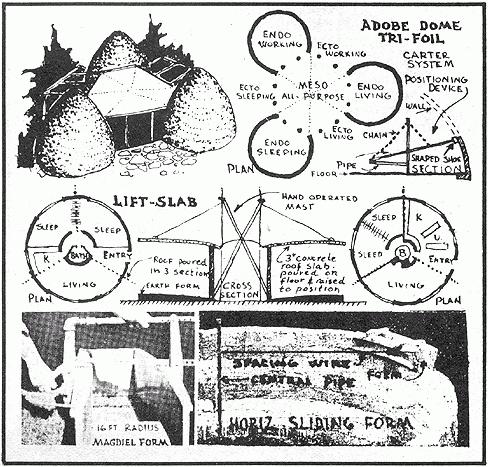 ADOBE DOME
TRI-FOIL
CARTER
SYSTEM
POSITIONING
DEVICE
WALL
CHAIN
PIPE
FLOOR
SHAPED SHOE
SECTION
ENDO
WORKING
ECTO
WORKING
ECTO
SLEEPING
MESO
ALL-PURPOSE
ENDO
LIVING
ECTO
LIVING
ENDO
SLEEPING
PLAN
LIFT-SLAB
HAND OPERATED
MAST
SLEEP
SLEEP
K
BATH
ENTRY
LIVING
PLAN
ROOF POURED
IN 3 SECTIONS
EARTH FORM
CROSS
SECTION
3" CONCRETE
ROOF SLAB
POURED ON
FLOOR & RAISED
TO POSITION
SLEEP
K
U
SLEEP
B
ENTRY
LIVING
PLAN
16 FT RADIUS
MAGDIEL FORM
SPACING WIRE
FORM
CENTRAL PIPE
HORIZ SLIDING FORM